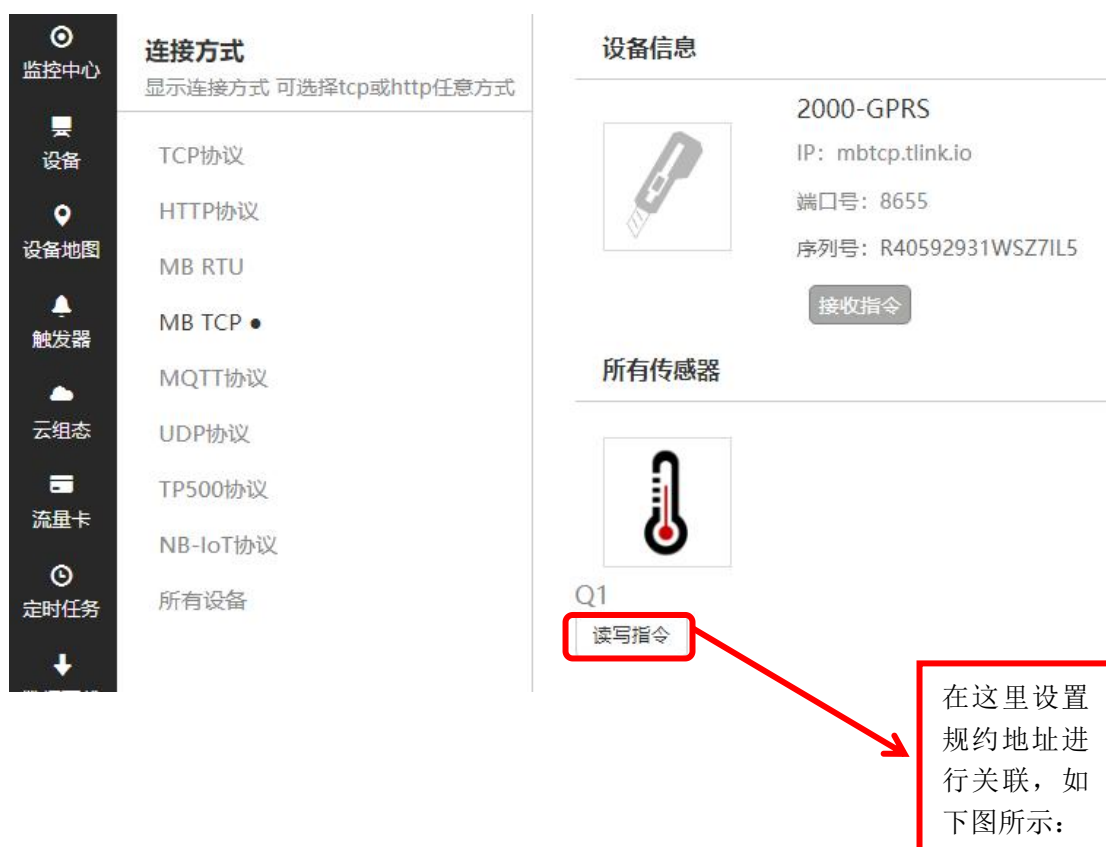 监控中心
设备
设备地图
触发器
云组态
流量卡
定时任务
连接方式
显示连接方式 可选择tcp或http任意方式
TCP协议
HTTP协议
MB RTU
MB TCP ●
MQTT协议
UDP协议
TP500协议
NB-IoT协议
所有设备
设备信息
2000-GPRS
IP: mbtcp.tlink.io
端口号: 8655
序列号: R40592931WSZ7IL5
接收指令
所有传感器
Q1
读写指令
在这里设置
规约地址进
行关联，如
下图所示：